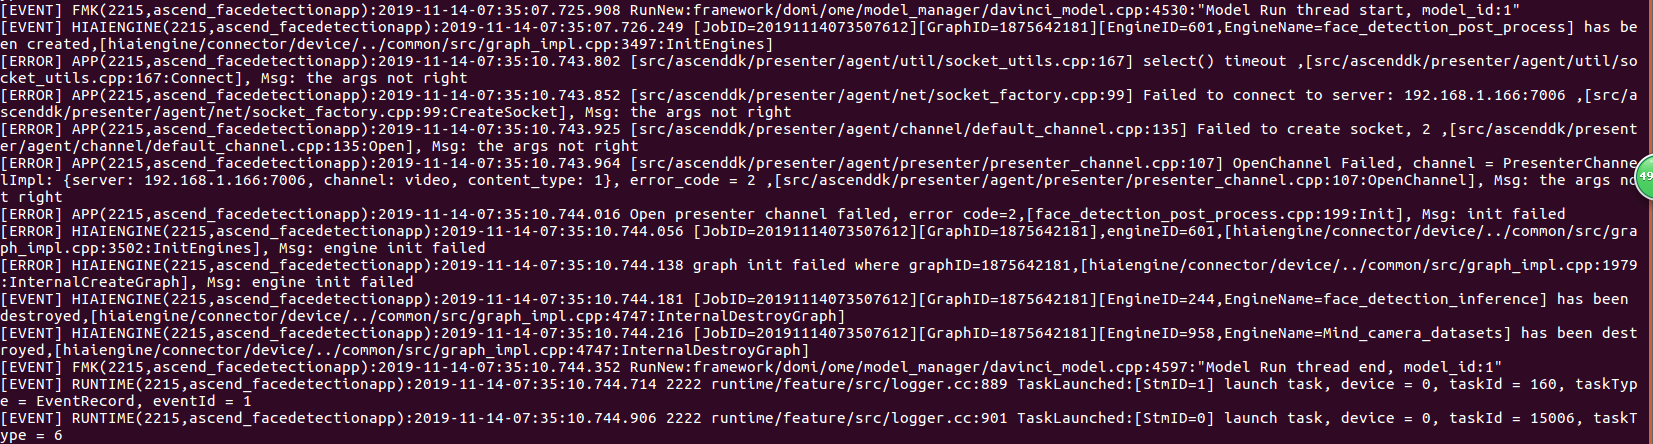 [EVENT] FMK(2215,ascend_facedetectionapp):2019-11-14-07:35:07.725.908 RunNew:framework/domi/ome/model_manager/davinci_model.cpp:4530:"Model Run thread start, model_id:1"
[EVENT] HIAIENGINE(2215,ascend_facedetectionapp):2019-11-14-07:35:07.726.249 [JobID=20191114073507612][GraphID=1875642181][EngineID=601,EngineName=face_detection_post_process] has be
en created,[hiaiengine/connector/device/../common/src/graph_impl.cpp:3497:InitEngines]
[ERROR] APP(2215,ascend_facedetectionapp):2019-11-14-07:35:10.743.802 [src/ascenddk/presenter/agent/util/socket_utils.cpp:167] select() timeout ,[src/ascenddk/presenter/agent/util/so
cket_utils.cpp:167:Connect], Msg: the args not right
[ERROR] APP(2215,ascend_facedetectionapp):2019-11-14-07:35:10.743.852 [src/ascenddk/presenter/agent/net/socket_factory.cpp:99] Failed to connect to server: 192.168.1.166:7006 ,[src/a
scenddk/presenter/agent/net/socket_factory.cpp:99:CreateSocket], Msg: the args not right
[ERROR] APP(2215,ascend_facedetectionapp):2019-11-14-07:35:10.743.925 [src/ascenddk/presenter/agent/channel/default_channel.cpp:135] Failed to create socket, 2 ,[src/ascenddk/present
er/agent/channel/default_channel.cpp:135:Open], Msg: the args not right
[ERROR] APP(2215,ascend_facedetectionapp):2019-11-14-07:35:10.743.964 [src/ascenddk/presenter/agent/presenter/presenter_channel.cpp:107] OpenChannel Failed, channel = PresenterChanne
lImpl: {server: 192.168.1.166:7006, channel: video, content_type: 1}, error_code = 2 ,[src/ascenddk/presenter/agent/presenter/presenter_channel.cpp:107:OpenChannel], Msg: the args no
t right
[ERROR] APP(2215,ascend_facedetectionapp):2019-11-14-07:35:10.744.016 Open presenter channel failed, error code=2,[face_detection_post_process.cpp:199:Init], Msg: init failed
[ERROR] HIAIENGINE(2215,ascend_facedetectionapp):2019-11-14-07:35:10.744.056 [JobID=20191114073507612][GraphID=1875642181],engineID=601,[hiaiengine/connector/device/../common/src/gra
ph_impl.cpp:3502:InitEngines], Msg: engine init failed
[ERROR] HIAIENGINE(2215,ascend_facedetectionapp):2019-11-14-07:35:10.744.138 graph init failed where graphID=1875642181,[hiaiengine/connector/device/../common/src/graph_impl.cpp:1979
:InternalCreateGraph], Msg: engine init failed
[EVENT] HIAIENGINE(2215,ascend_facedetectionapp):2019-11-14-07:35:10.744.181 [JobID=20191114073507612][GraphID=1875642181][EngineID=244,EngineName=face_detection_inference] has been
destroyed,[hiaiengine/connector/device/../common/src/graph_impl.cpp:4747:InternalDestroyGraph]
[EVENT] HIAIENGINE(2215,ascend_facedetectionapp):2019-11-14-07:35:10.744.216 [JobID=20191114073507612][GraphID=1875642181][EngineID=958,EngineName=Mind_camera_datasets] has been dest
royed,[hiaiengine/connector/device/../common/src/graph_impl.cpp:4747:InternalDestroyGraph]
[EVENT] FMK(2215,ascend_facedetectionapp):2019-11-14-07:35:10.744.352 RunNew:framework/domi/ome/model_manager/davinci_model.cpp:4597:"Model Run thread end, model_id:1"
[EVENT] RUNTIME(2215,ascend_facedetectionapp):2019-11-14-07:35:10.744.714 2222 runtime/feature/src/logger.cc:889 TaskLaunched:[StmID=1] launch task, device = 0, taskId = 160, taskTyp
e = EventRecord, eventId = 1
[EVENT] RUNTIME(2215,ascend_facedetectionapp):2019-11-14-07:35:10.744.906 2222 runtime/feature/src/logger.cc:901 TaskLaunched:[StmID=0] launch task, device = 0, taskId = 15006, taskT
ype = 6
49